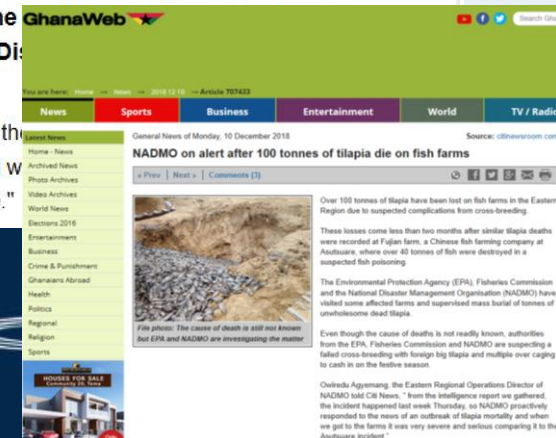 GhanaWeb
Search Gha
You are here: Home → News → 2018 12 10 → Article 707433
News
Sports
Business
Entertainment
World
TV / Radio
Latest News
Home - News
Archived News
Photo Archives
Video Archives
World News
Elections 2016
Entertainment
Business
Crime & Punishment
Ghanaians Abroad
Health
Politics
Regional
Religion
Sports
HOUSES FOR SALE
Community 20, Tema
General News of Monday, 10 December 2018
Source: citinewsroom.com
NADMO on alert after 100 tonnes of tilapia die on fish farms
« Prev | Next » | Comments (3)
File photo: The cause of death is still not known
but EPA and NADMO are investigating the matter
Over 100 tonnes of tilapia have been lost on fish farms in the Eastern
Region due to suspected complications from cross-breeding.
These losses come less than two months after similar tilapia deaths
were recorded at Fujian farm, a Chinese fish farming company at
Asutsuare, where over 40 tonnes of fish were destroyed in a
suspected fish poisoning.
The Environmental Protection Agency (EPA), Fisheries Commission
and the National Disaster Management Organisation (NADMO) have
visited some affected farms and supervised mass burial of tonnes of
unwholesome dead tilapia.
Even though the cause of deaths is not readily known, authorities
from the EPA, Fisheries Commission and NADMO are suspecting a
failed cross-breeding with foreign big tilapia and multiple over caging
to cash in on the festive season.
Owiredu Agyemang, the Eastern Regional Operations Director of
NADMO told Citi News, " from the intelligence report we gathered,
the incident happened last week Thursday, so NADMO proactively
responded to the news of an outbreak of tilapia mortality and when
we got to the farms it was very severe and serious comparing it to the
Asutsuare incident."